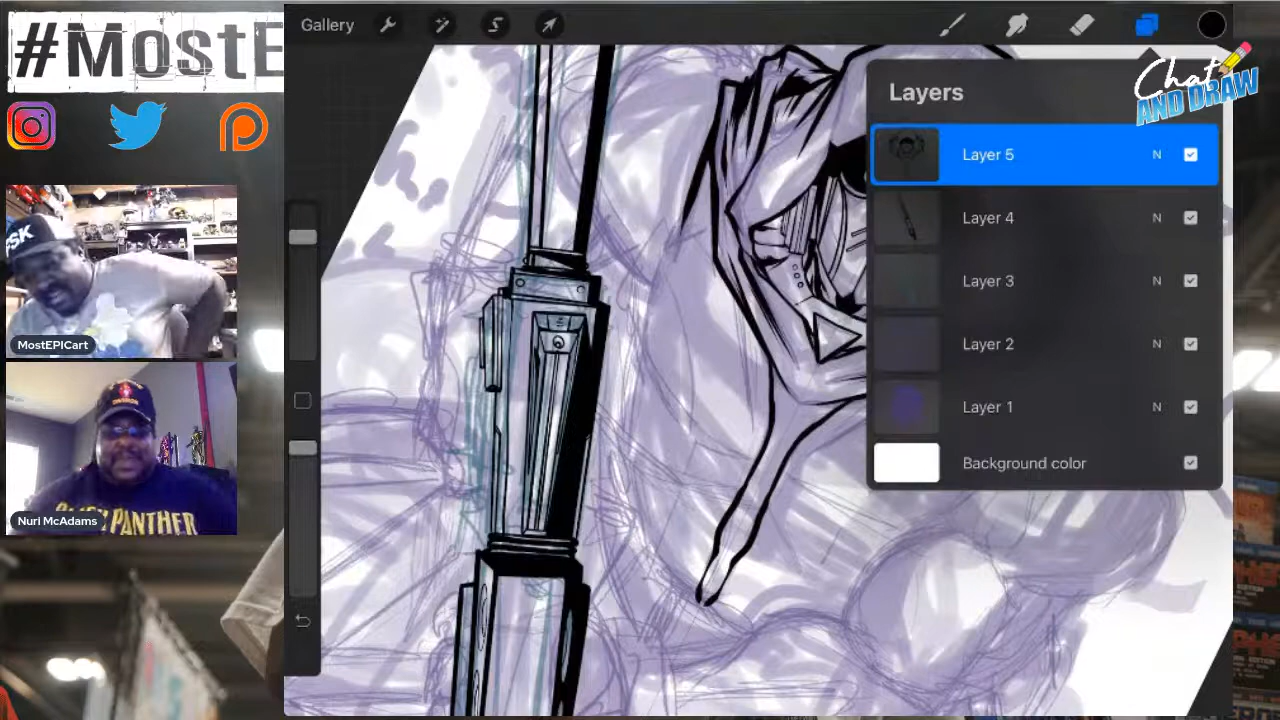 #MostE
Gallery
Chat
AND DRAW
Layers
Layer 5 N
Layer 4 N
Layer 3 N
Layer 2 N
Layer 1 N
Background color
SK
MostEPICart
PANTHER
Nuri McAdams